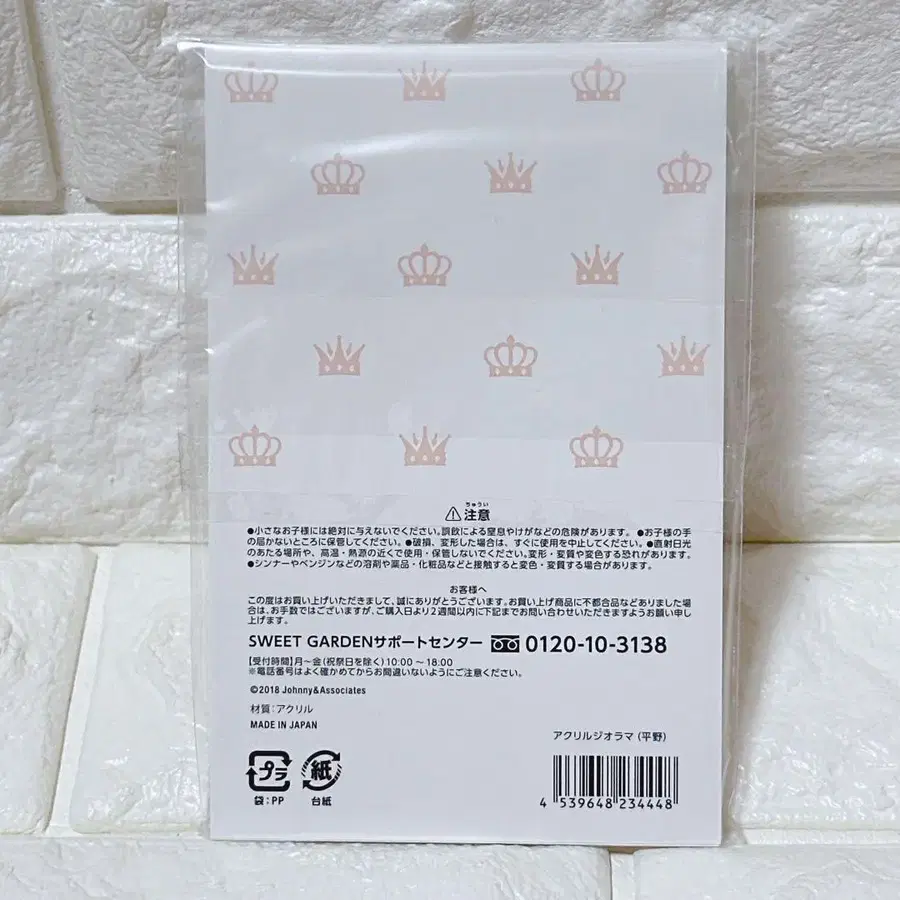 ちゅうい
⚠注意
●小さなお子様には絶対に与えないでください。誤飲による窒息やけがなどの危険があります。 ●お子様の手
の届かないところに保管してください。●破損、変形した場合は、すぐに使用を中止してください。●直射日光
のあたる場所や、高温・熱源の近くで使用・保管しないでください。変形・変質や変色する恐れがあります。
●シンナーやベンジンなどの溶剤や薬品・化粧品などと接触すると変色・変質する場合があります。
お客様へ
この度はお買い上げいただきまして、誠にありがとうございます。お買い上げ商品に不都合品などありました場
合は、お手数ではございますが、ご購入日より2週間以内に下記までお問い合わせいただきますようお願い申し
上げます。
SWEET GARDENサポートセンター 0120-10-3138
【受付時間】月〜金(祝祭日を除く)10:00〜18:00
※電話番号はよく確かめてからお間違いないようにご注意ください。
©2018 Johnny&Associates
材質:アクリル
MADE IN JAPAN
アクリルジオラマ(平野)
プラ
袋:PP
紙
台紙
4 539648 234448